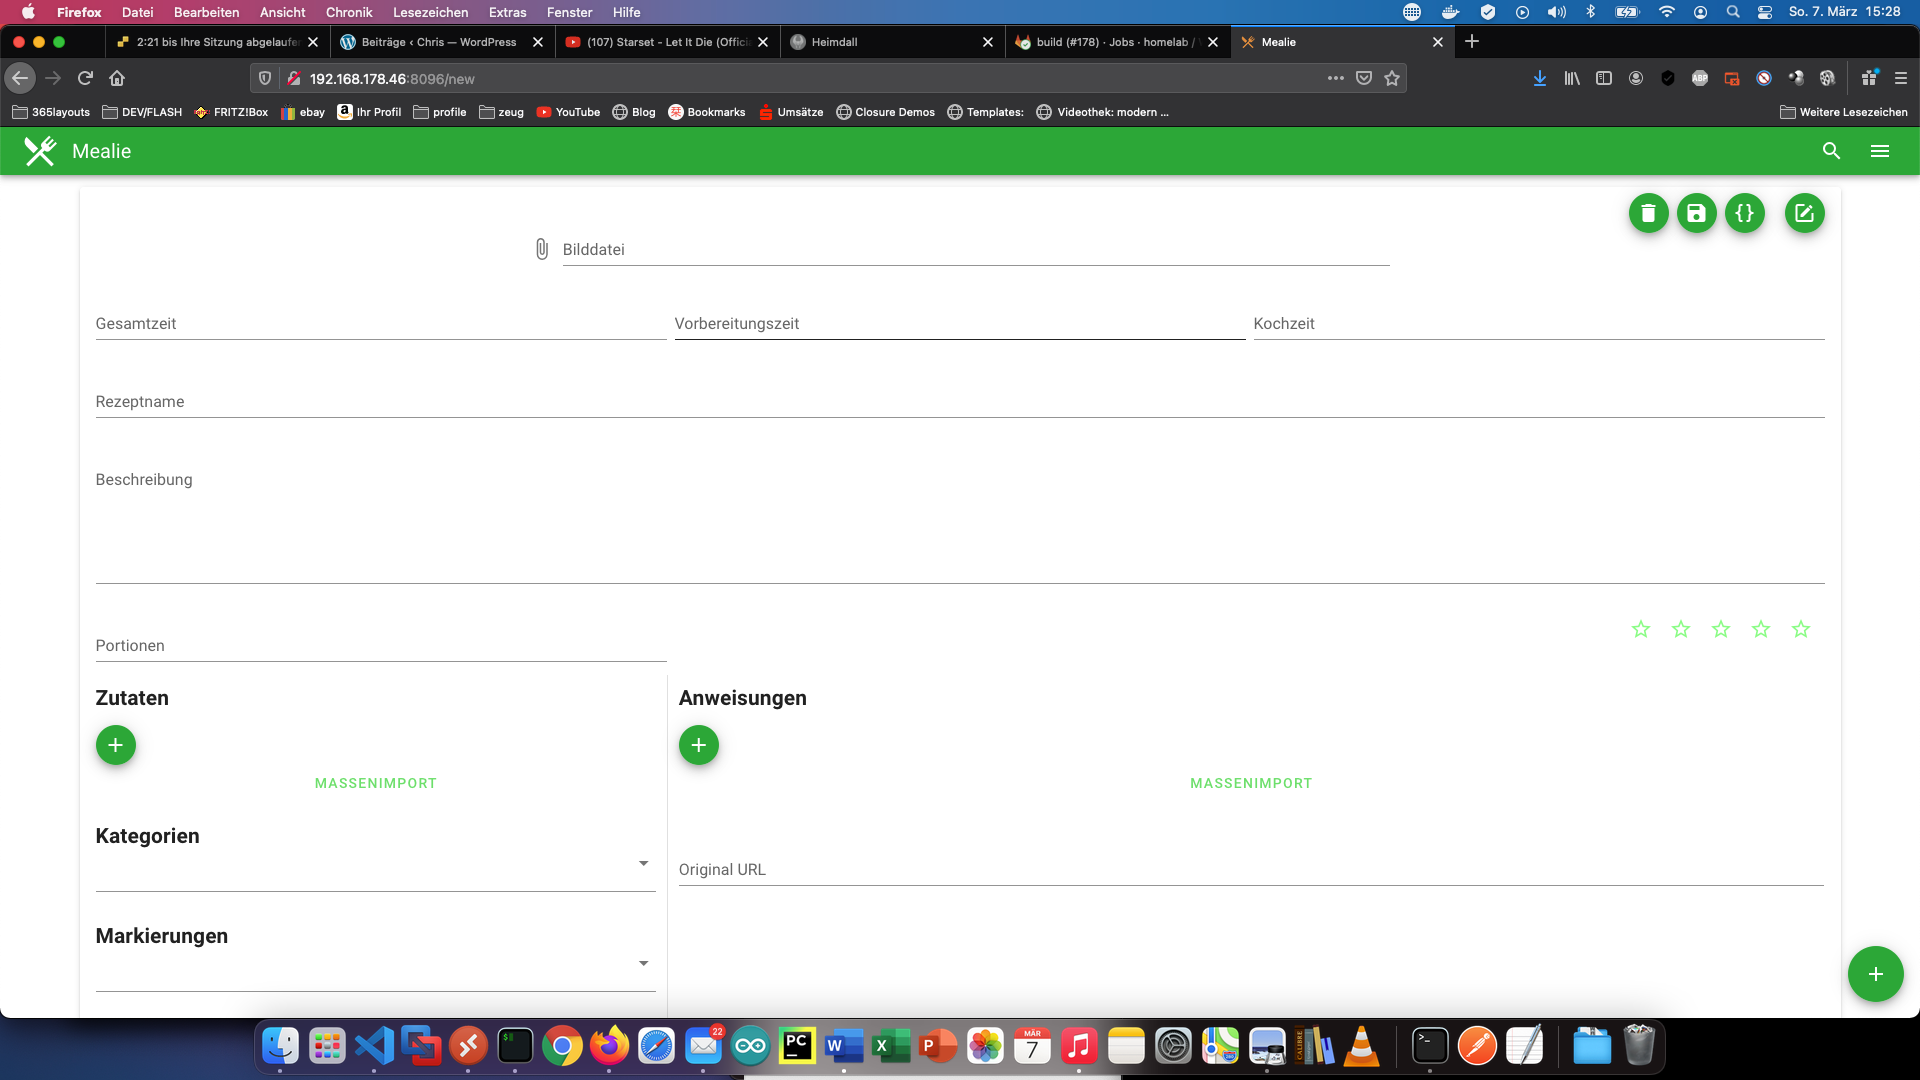 Firefox Datei Bearbeiten Ansicht Chronik Lesezeichen Extras Fenster Hilfe So. 7. März 15:28
2:21 bis Ihre Sitzung abgelaufen Beiträge ‹ Chris — WordPress (107) Starset - Let It Die (Offici Heimdall build (#178) · Jobs · homelab / Mealie
192.168.178.46:8096/new
365layouts DEV/FLASH FRITZ!Box ebay Ihr Profil profile zeug YouTube Blog Bookmarks Umsätze Closure Demos Templates: Videothek: modern ... Weitere Lesezeichen
ABP
Mealie
{}
Bilddatei
Gesamtzeit Vorbereitungszeit Kochzeit
Rezeptname
Beschreibung
Portionen
Zutaten Anweisungen
MASSENIMPORT MASSENIMPORT
Kategorien
Original URL
Markierungen
22
PC
W
X
P
MÄR
7
CALIBRE